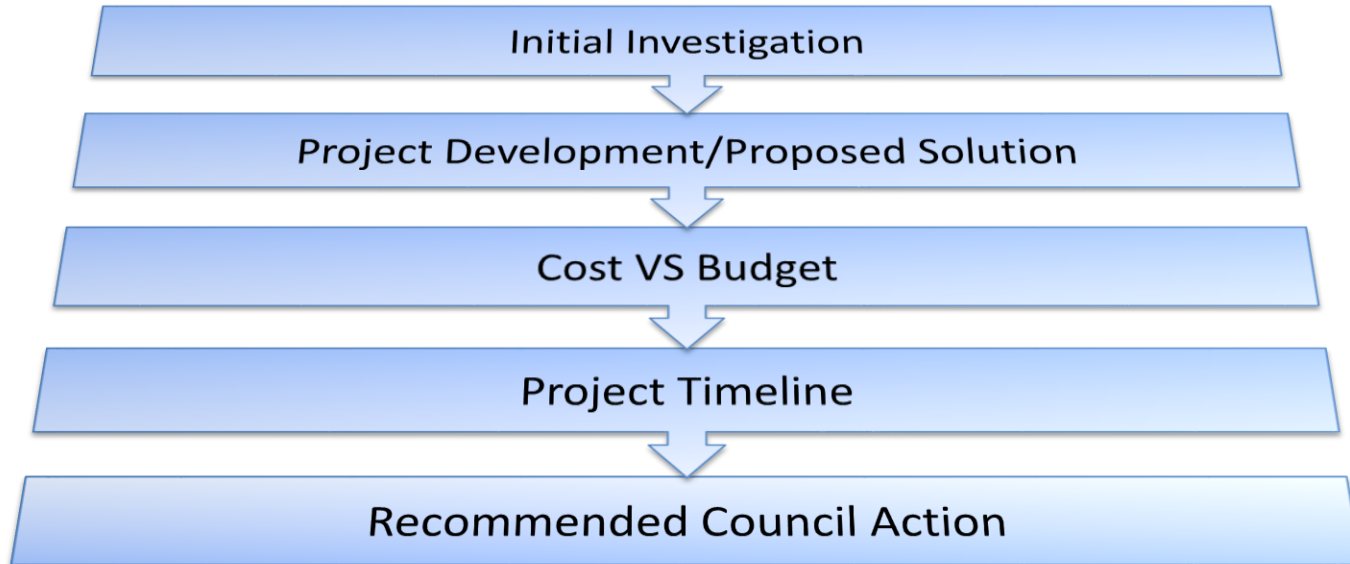 Initial Investigation
Project Development/Proposed Solution
Cost VS Budget
Project Timeline
Recommended Council Action